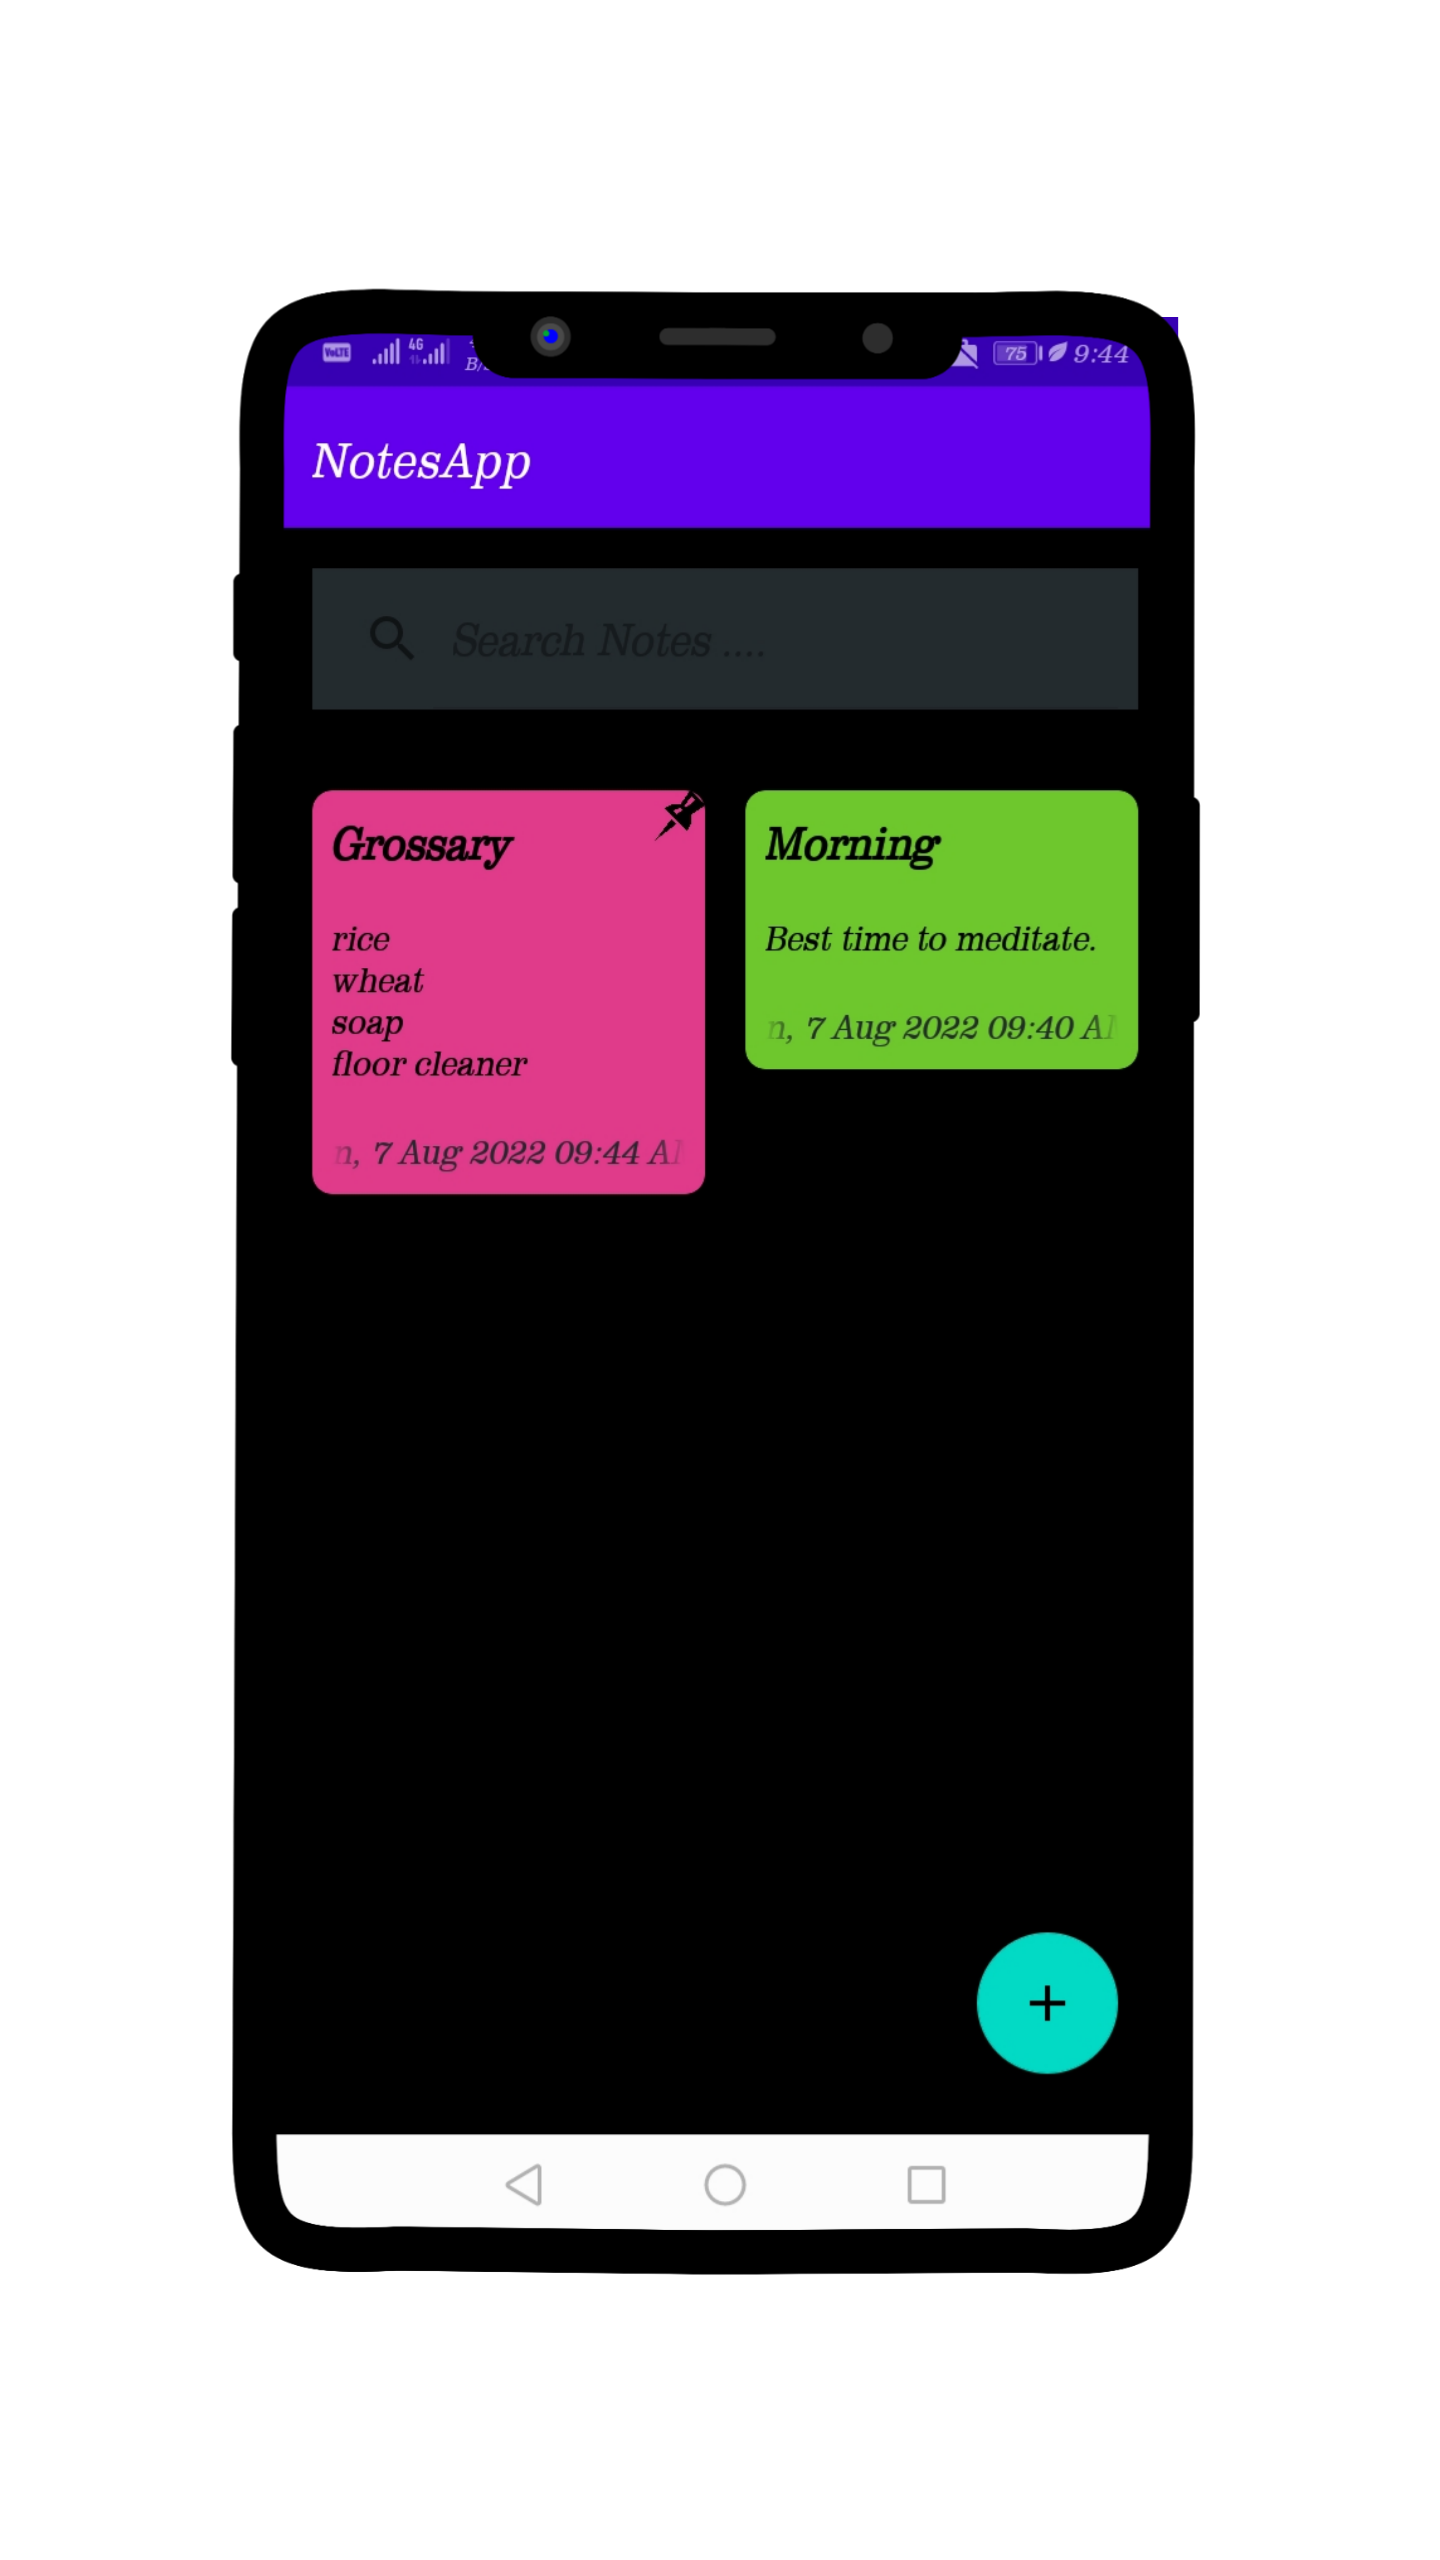 VoLTE 4G 75 9:44
NotesApp
Search Notes ....
Grossary
rice
wheat
soap
floor cleaner
7 Aug 2022 09:44
Morning
Best time to meditate.
7 Aug 2022 09:40